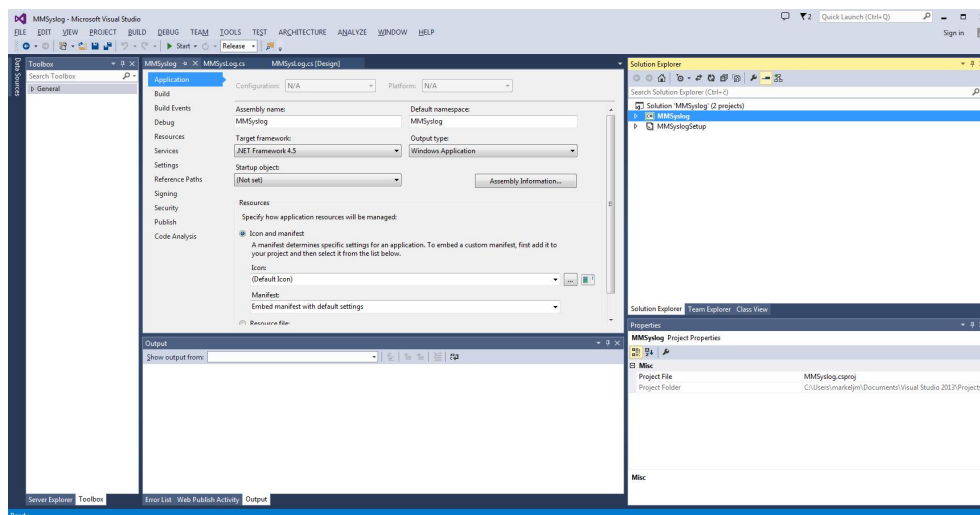 MMSyslog - Microsoft Visual Studio
2
Quick Launch (Ctrl+Q)
FILE EDIT VIEW PROJECT BUILD DEBUG TEAM TOOLS TEST ARCHITECTURE ANALYZE WINDOW HELP
Sign in
Start
Release
Data Sources
Toolbox
Search Toolbox
General
MMSyslog
MMSysLog.cs
MMSysLog.cs [Design]
Application
Build
Build Events
Debug
Resources
Services
Settings
Reference Paths
Signing
Security
Publish
Code Analysis
Configuration: N/A
Platform: N/A
Assembly name:
Default namespace:
MMSyslog
MMSyslog
Target framework:
Output type:
.NET Framework 4.5
Windows Application
Startup object:
(Not set)
Assembly Information...
Resources
Specify how application resources will be managed:
Icon and manifest
A manifest determines specific settings for an application. To embed a custom manifest, first add it to
your project and then select it from the list below.
Icon:
(Default Icon)
...
Manifest:
Embed manifest with default settings
Resource file:
Output
Show output from:
Server Explorer Toolbox
Error List Web Publish Activity Output
Solution Explorer
Search Solution Explorer (Ctrl+č)
Solution 'MMSyslog' (2 projects)
MMSyslog
MMSyslogSetup
Solution Explorer Team Explorer Class View
Properties
MMSyslog Project Properties
Misc
Project File
MMSyslog.csproj
Project Folder
C:\Users\markeljm\Documents\Visual Studio 2013\Projects
Misc